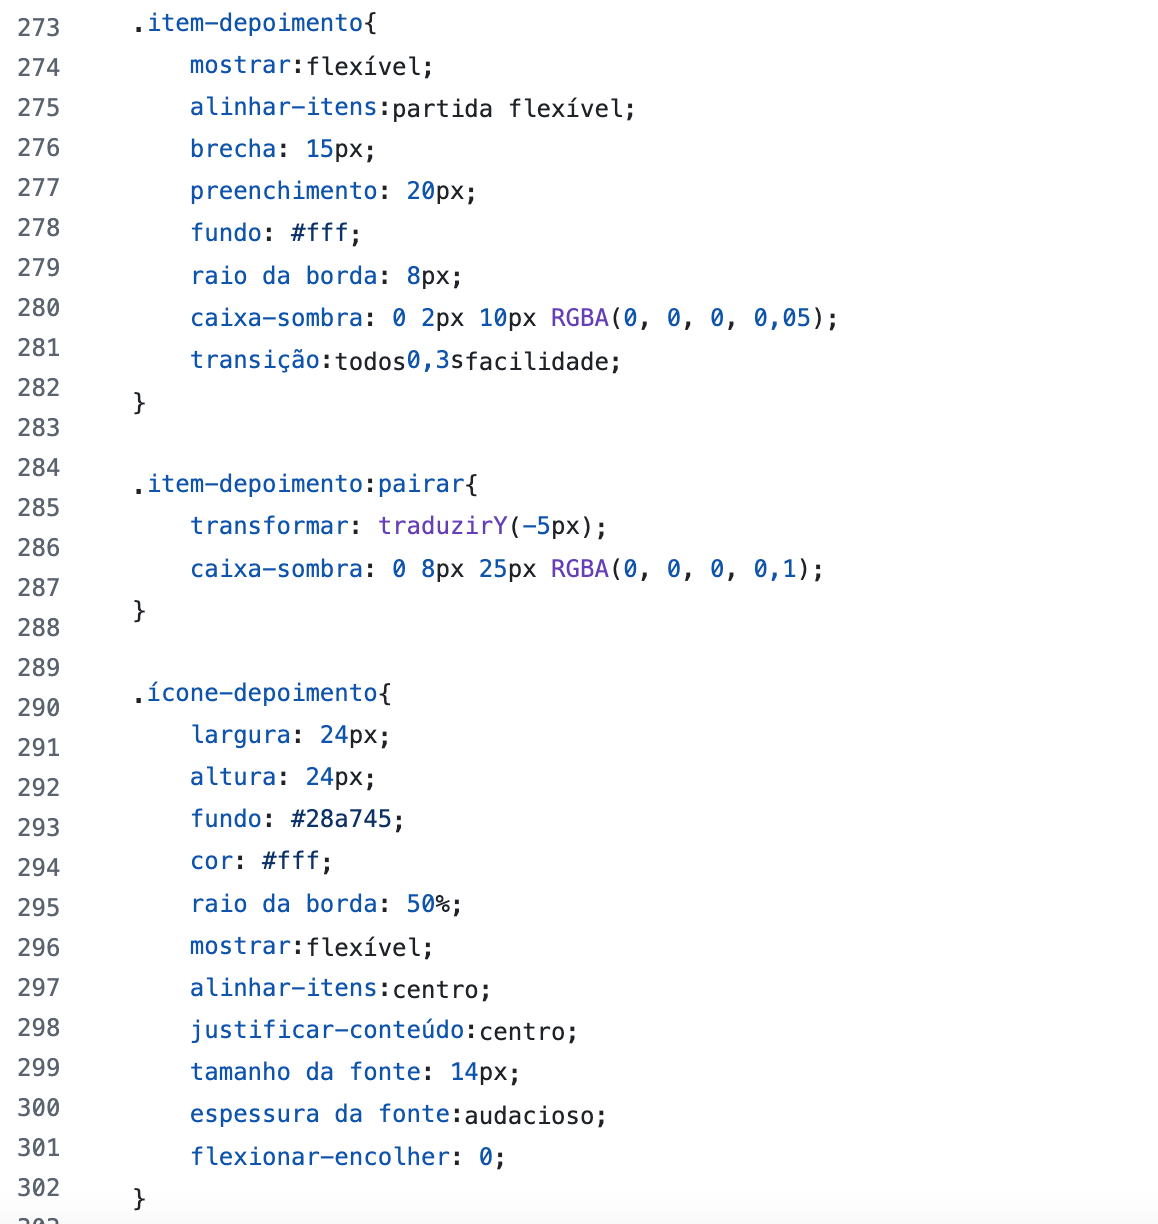 273 .item-depoimento{
274 mostrar:flexível;
275 alinhar-itens:partida flexível;
276 brecha: 15px;
277 preenchimento: 20px;
278 fundo: #fff;
279 raio da borda: 8px;
280 caixa-sombra: 0 2px 10px RGBA(0, 0, 0, 0,05);
281 transição:todos0,3sfacilidade;
282 }
283
284 .item-depoimento:pairar{
285 transformar: traduzirY(-5px);
286 caixa-sombra: 0 8px 25px RGBA(0, 0, 0, 0,1);
287 }
288
289 .ícone-depoimento{
290 largura: 24px;
291 altura: 24px;
292 fundo: #28a745;
293 cor: #fff;
294 raio da borda: 50%;
295 mostrar:flexível;
296 alinhar-itens:centro;
297 justificar-conteúdo:centro;
298 tamanho da fonte: 14px;
299 espessura da fonte:audacioso;
300 flexionar-encolher: 0;
301 }
302